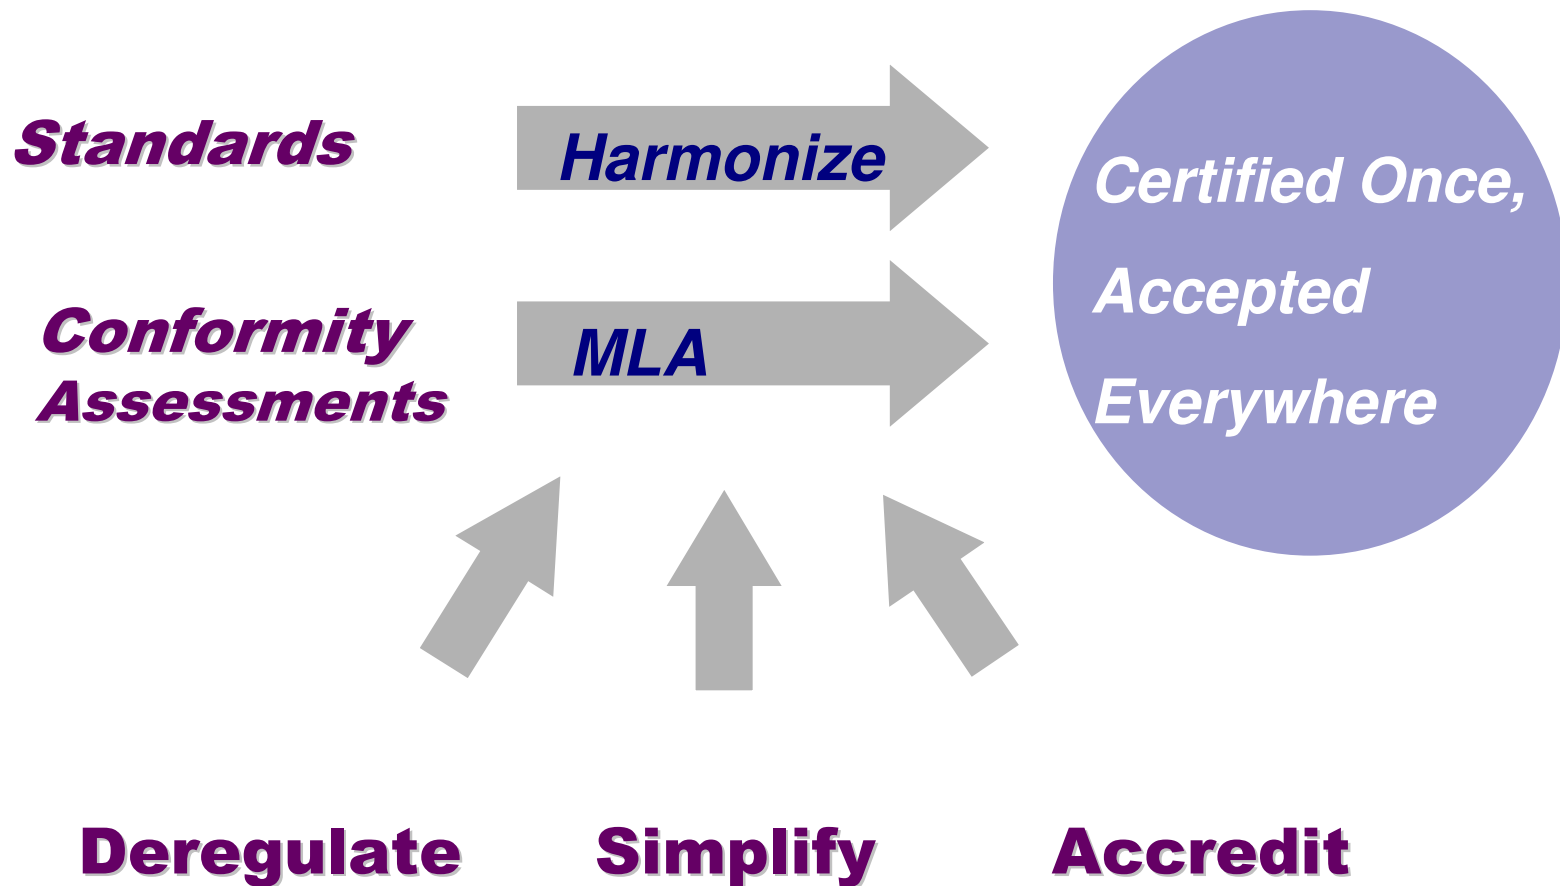 Standards
Harmonize
Conformity
Assessments
MLA
Certified Once,
Accepted
Everywhere
Deregulate
Simplify
Accredit